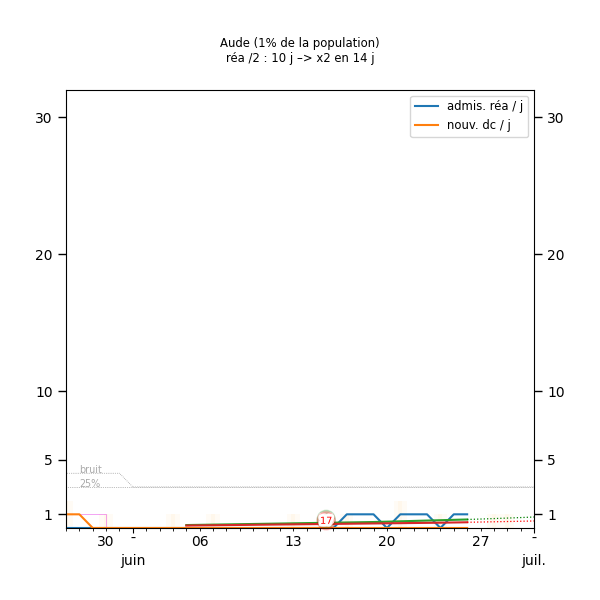 Aude (1% de la population)
réa /2 : 10 j –> x2 en 14 j
admis. réa / j
nouv. dc / j
30
30
20
20
10
10
5
5
bruit
25%
1
1
17
30
-
06
13
20
27
-
juin
juil.